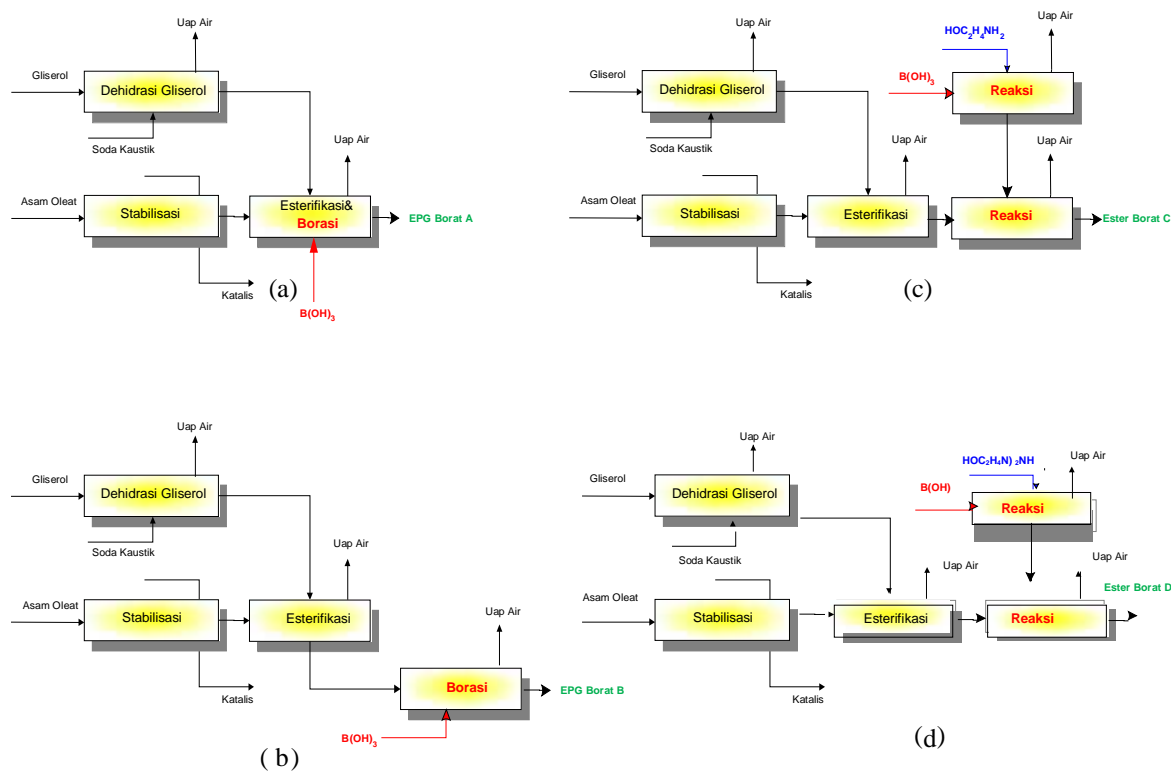 Uap Air
Gliserol
Dehidrasi Gliserol
Soda Kaustik
Uap Air
Asam Oleat
Stabilisasi
Esterifikasi&
Borasi
EPG Borat A
Katalis
B(OH)₃
(a)
Uap Air
HOC₂H₄NH₂
Uap Air
Gliserol
Dehidrasi Gliserol
B(OH)₃
Reaksi
Soda Kaustik
Uap Air
Uap Air
Asam Oleat
Stabilisasi
Esterifikasi
Reaksi
Ester Borat C
Katalis
(c)
Uap Air
Gliserol
Dehidrasi Gliserol
Soda Kaustik
Uap Air
Asam Oleat
Stabilisasi
Esterifikasi
Uap Air
Katalis
Borasi
EPG Borat B
B(OH)₃
( b)
Uap Air
HOC₂H₄N) ₂NH
Uap Air
Gliserol
Dehidrasi Gliserol
B(OH)
Reaksi
Soda Kaustik
Uap Air
Uap Air
Asam Oleat
Stabilisasi
Esterifikasi
Reaksi
Ester Borat D
Katalis
(d)